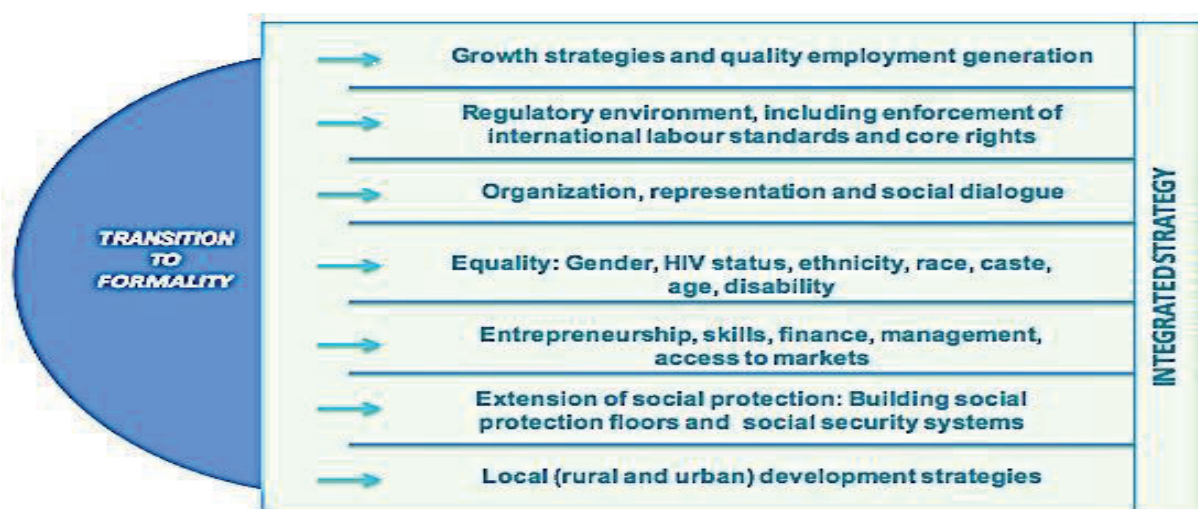 TRANSITION
TO
FORMALITY
Growth strategies and quality employment generation
Regulatory environment, including enforcement of
international labour standards and core rights
Organization, representation and social dialogue
Equality: Gender, HIV status, ethnicity, race, caste,
age, disability
Entrepreneurship, skills, finance, management,
access to markets
Extension of social protection: Building social
protection floors and social security systems
Local (rural and urban) development strategies
INTEGRATED STRATEGY